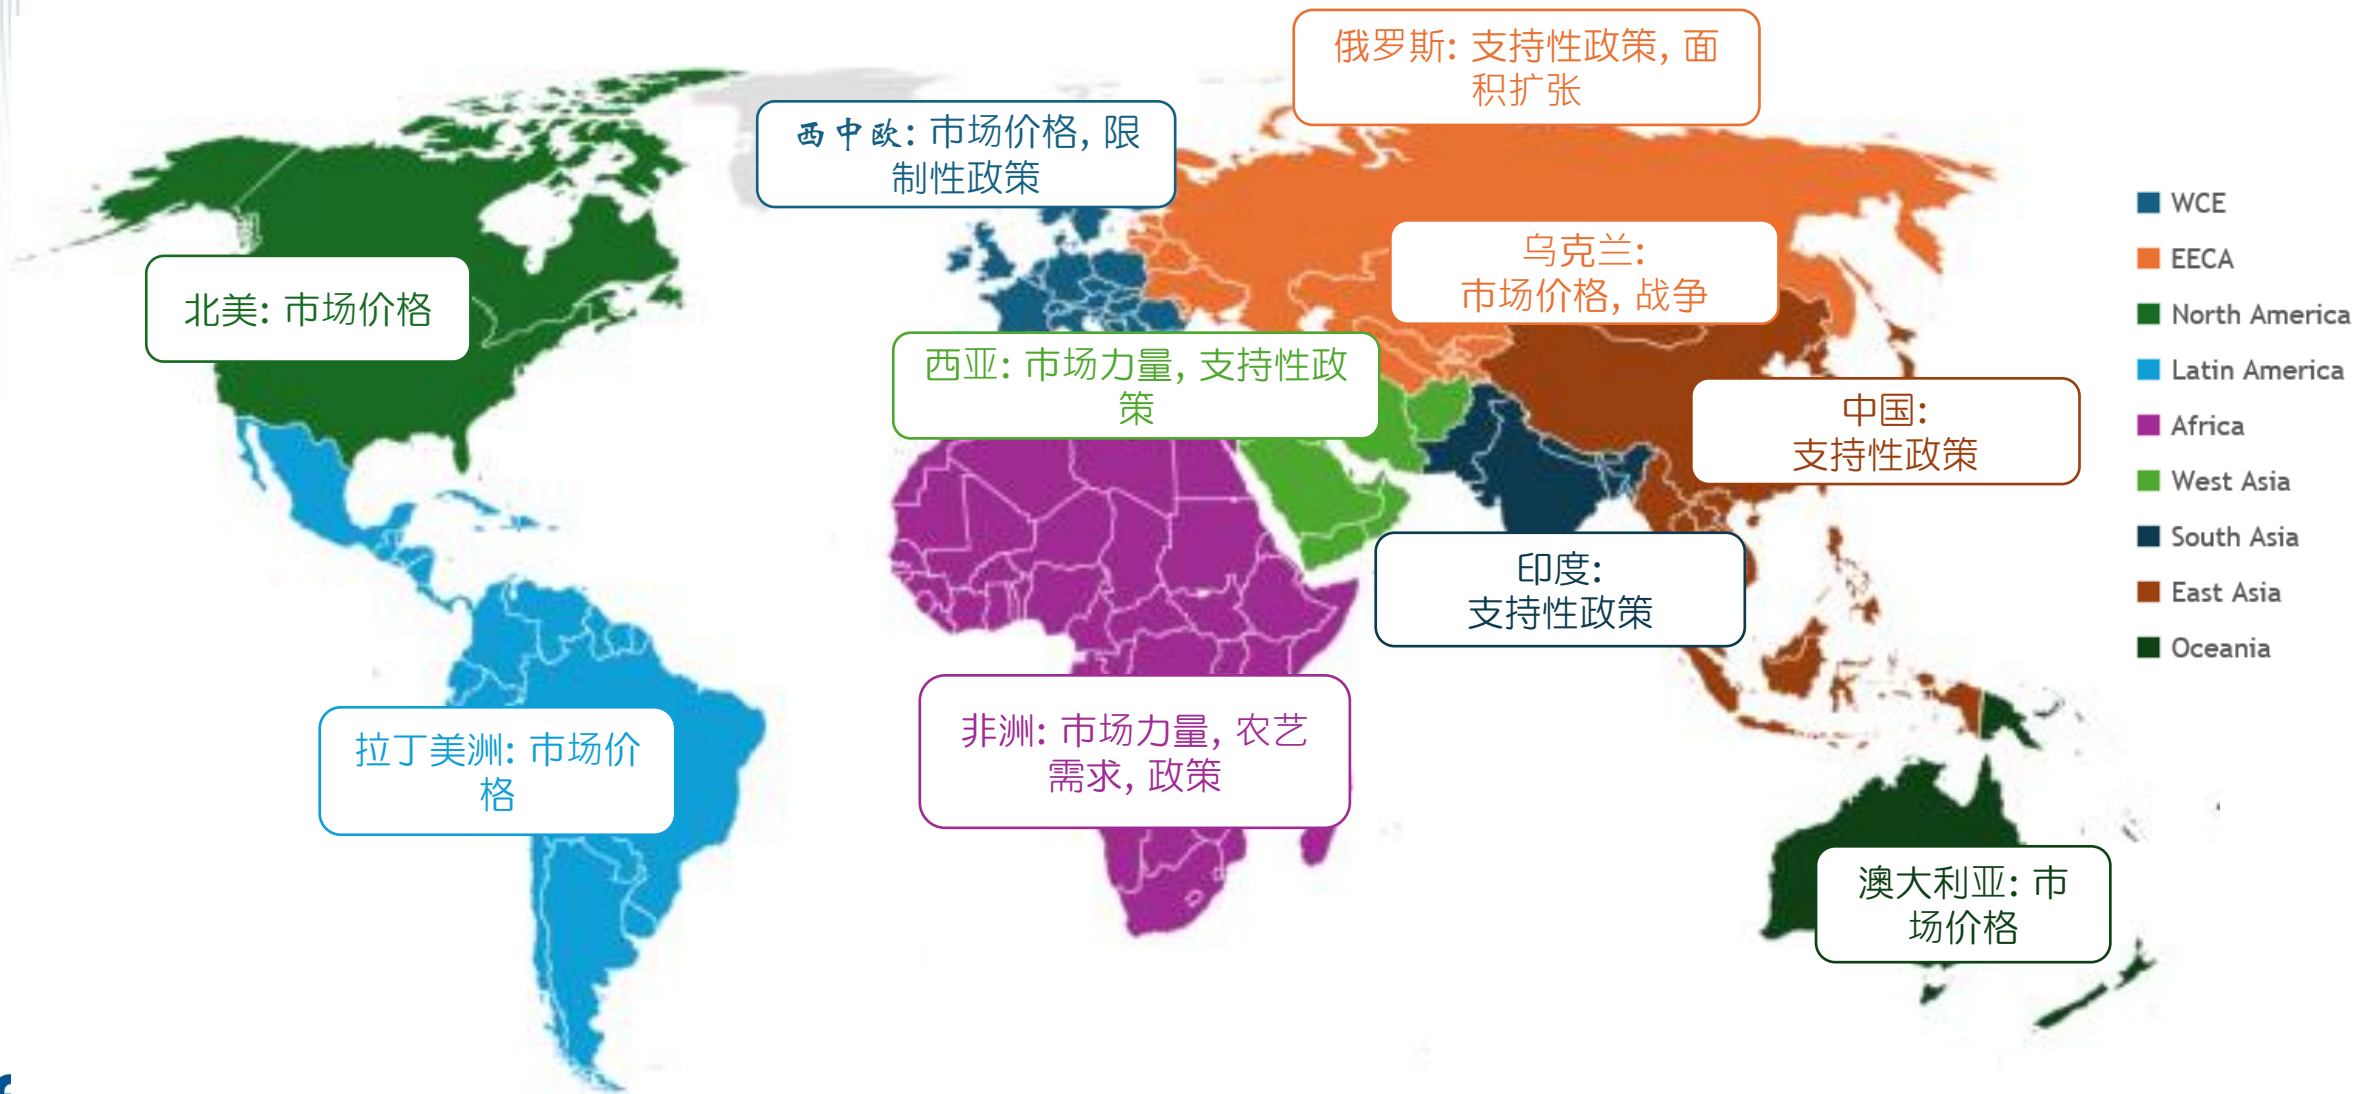 俄罗斯: 支持性政策, 面
积扩张
西中欧: 市场价格, 限
制性政策
乌克兰:
市场价格, 战争
北美: 市场价格
西亚: 市场力量, 支持性政
策
中国:
支持性政策
印度:
支持性政策
拉丁美洲: 市场价
格
非洲: 市场力量, 农艺
需求, 政策
澳大利亚: 市
场价格
WCE
EECA
North America
Latin America
Africa
West Asia
South Asia
East Asia
Oceania